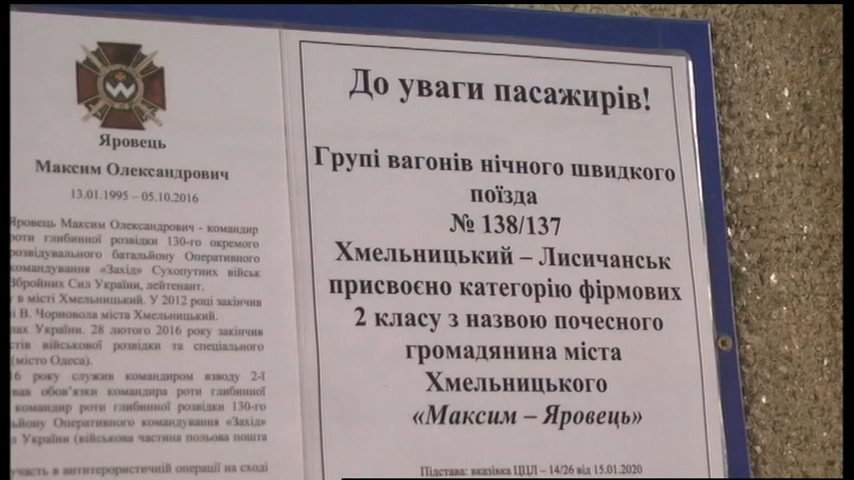 Яровець
Максим Олександрович
13.01.1995 – 05.10.2016
Яровець Максим Олександрович - командир
роти глибинної розвідки 130-го окремого
розвідувального батальйону Оперативного
командування «Захід» Сухопутних військ
Збройних Сил України, лейтенант.
в місті Хмельницький. У 2012 році закінчив
і В. Чорновола міста Хмельницький.
лах України. 28 лютого 2016 року закінчив
стів військової розвідки та спеціального
(місто Одеса).
6 року служив командиром взводу 2-ї
вав обов'язки командира роти глибинної
командир роти глибинної розвідки 130-го
йону Оперативного командування «Захід»
України (військова частина польова пошта
участь в антитерористичній операції на сході
До уваги пасажирів!
Групі вагонів нічного швидкого
поїзда
№ 138/137
Хмельницький – Лисичанськ
присвоєно категорію фірмових
2 класу з назвою почесного
громадянина міста
Хмельницького
«Максим – Яровець»
Підстава: вказівка ЦЦЛ – 14/26 від 15.01.2020